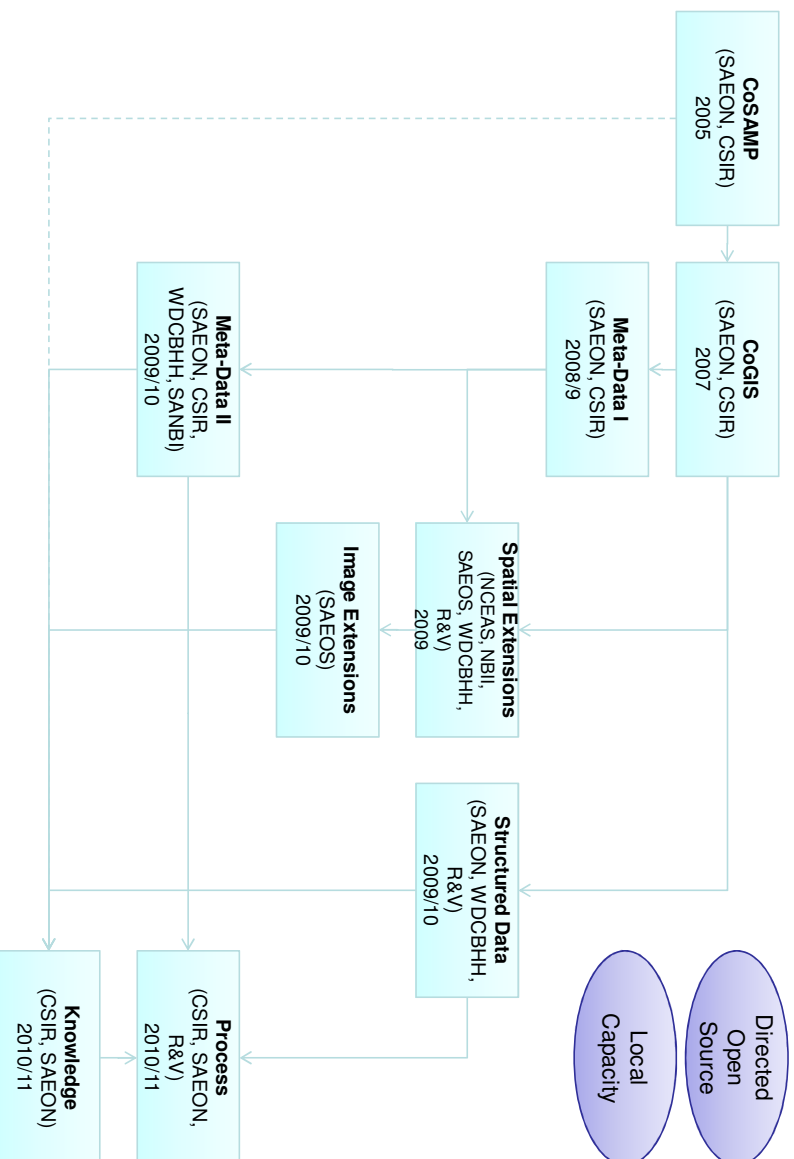 CoSAMP
(SAEON, CSIR)
2005
CoGIS
(SAEON, CSIR)
2007
Meta-Data I
(SAEON, CSIR)
2008/9
Meta-Data II
(SAEON, CSIR,
WDCBHH, SANBI)
2009/10
Spatial Extensions
(NCEAS, NBII,
SAEOS, WDCBHH,
R&V)
2009
Image Extensions
(SAEOS)
2009/10
Structured Data
(SAEON, WDCBHH,
R&V)
2009/10
Process
(CSIR, SAEON,
R&V)
2010/11
Knowledge
(CSIR, SAEON)
2010/11
Directed
Open
Source
Local
Capacity